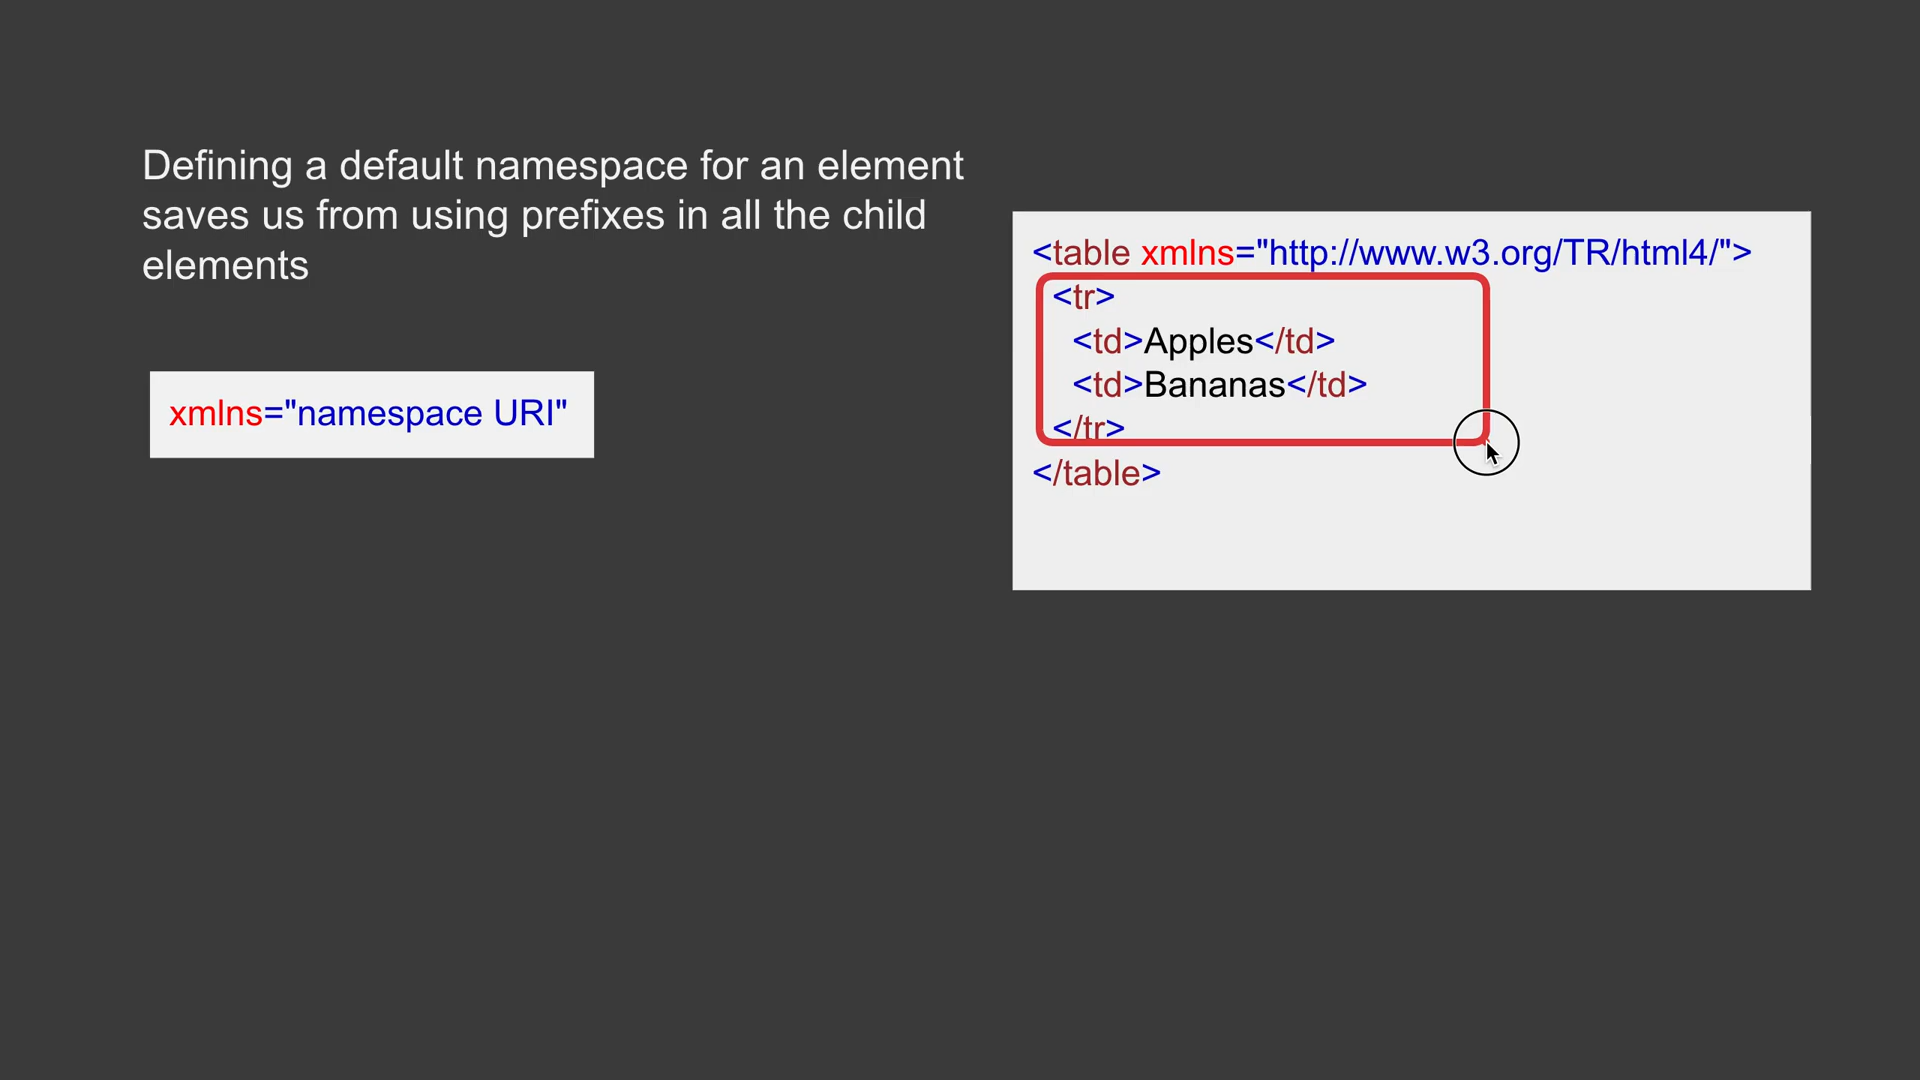 Defining a default namespace for an element
saves us from using prefixes in all the child
elements
xmlns="namespace URI"
<table xmlns="http://www.w3.org/TR/html4/">
<tr>
<td>Apples</td>
<td>Bananas</td>
</tr>
</table>